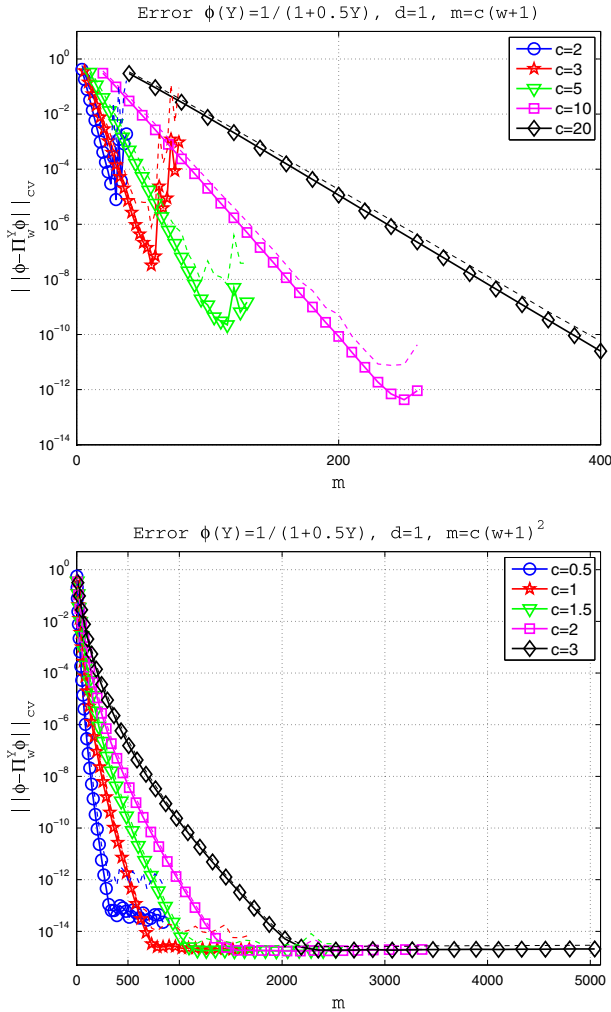 Error ϕ(Y)=1/(1+0.5Y), d=1, m=c(w+1)
10^0
10^-2
10^-4
10^-6
10^-8
10^-10
10^-12
10^-14
||ϕ−Π_w^Y ϕ||_cv
c=2
c=3
c=5
c=10
c=20
0 200 400
m
Error ϕ(Y)=1/(1+0.5Y), d=1, m=c(w+1)^2
10^0
10^-2
10^-4
10^-6
10^-8
10^-10
10^-12
10^-14
||ϕ−Π_w^Y ϕ||_cv
c=0.5
c=1
c=1.5
c=2
c=3
0 500 1000 2000 3000 4000 5000
m